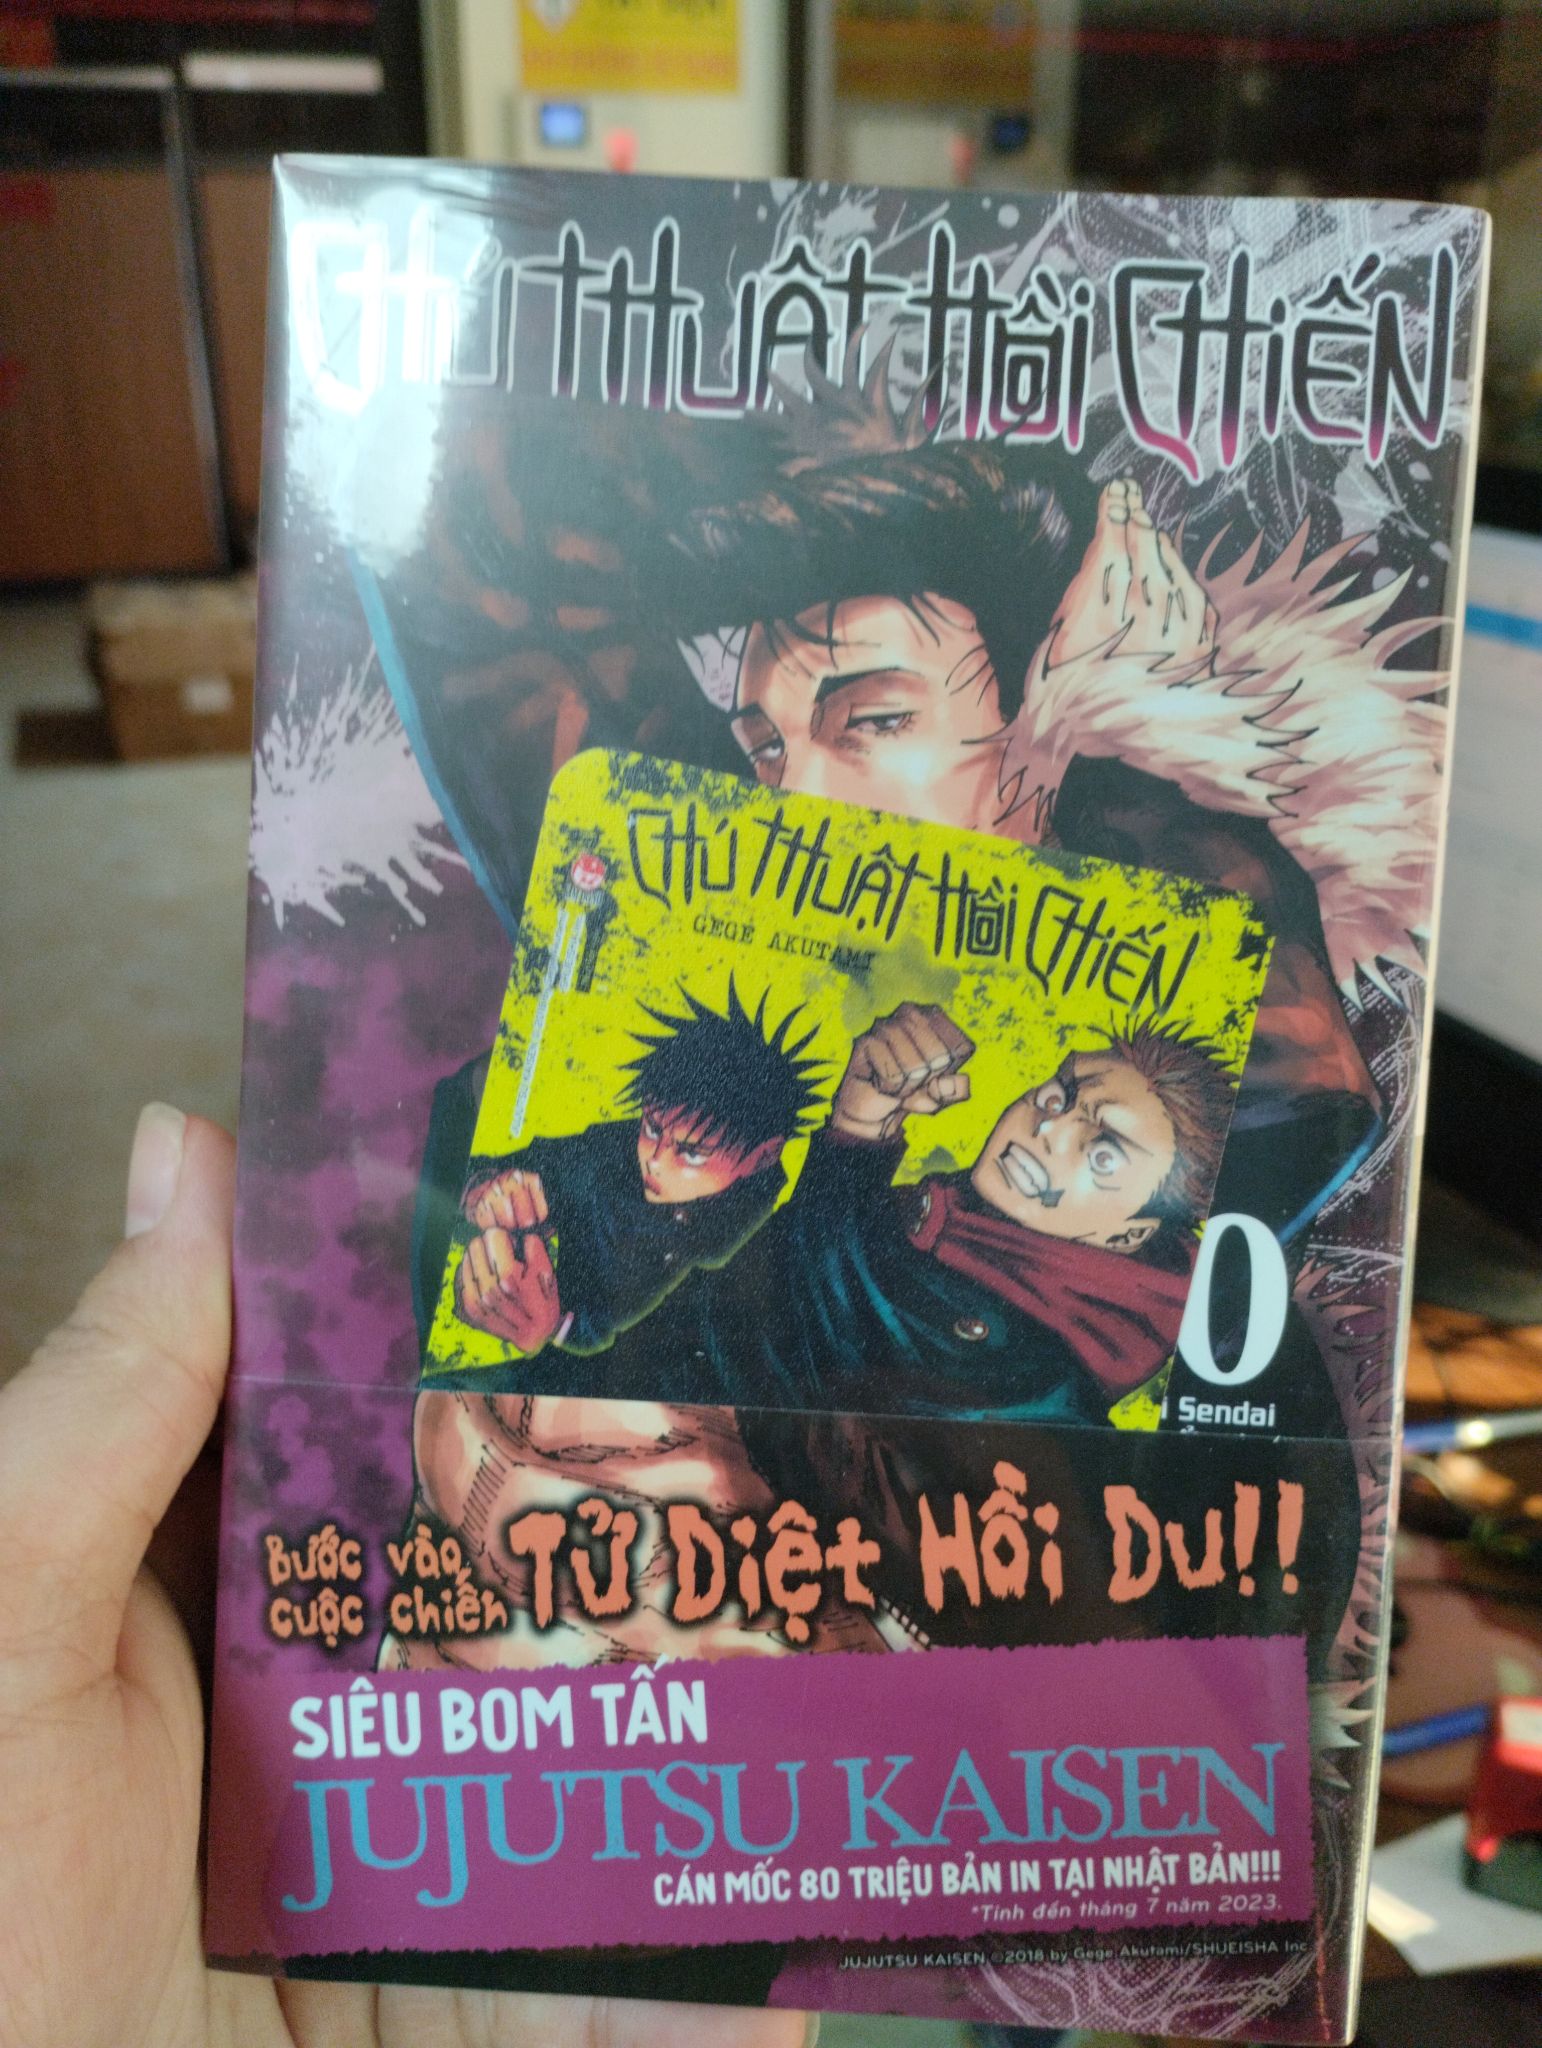 CHÚ THUẬT HỒI CHIẾN
CHÚ THUẬT HỒI CHIẾN
GEGE AKUTAMI
0
i Sendai
Bước vào
cuộc chiến
Tử Diệt Hồi Du!!
SIÊU BOM TẤN
JUJUTSU KAISEN
CÁN MỐC 80 TRIỆU BẢN IN TẠI NHẬT BẢN!!!
*Tính đến tháng 7 năm 2023.
JUJUTSU KAISEN ©2018 by Gege Akutami/SHUEISHA Inc